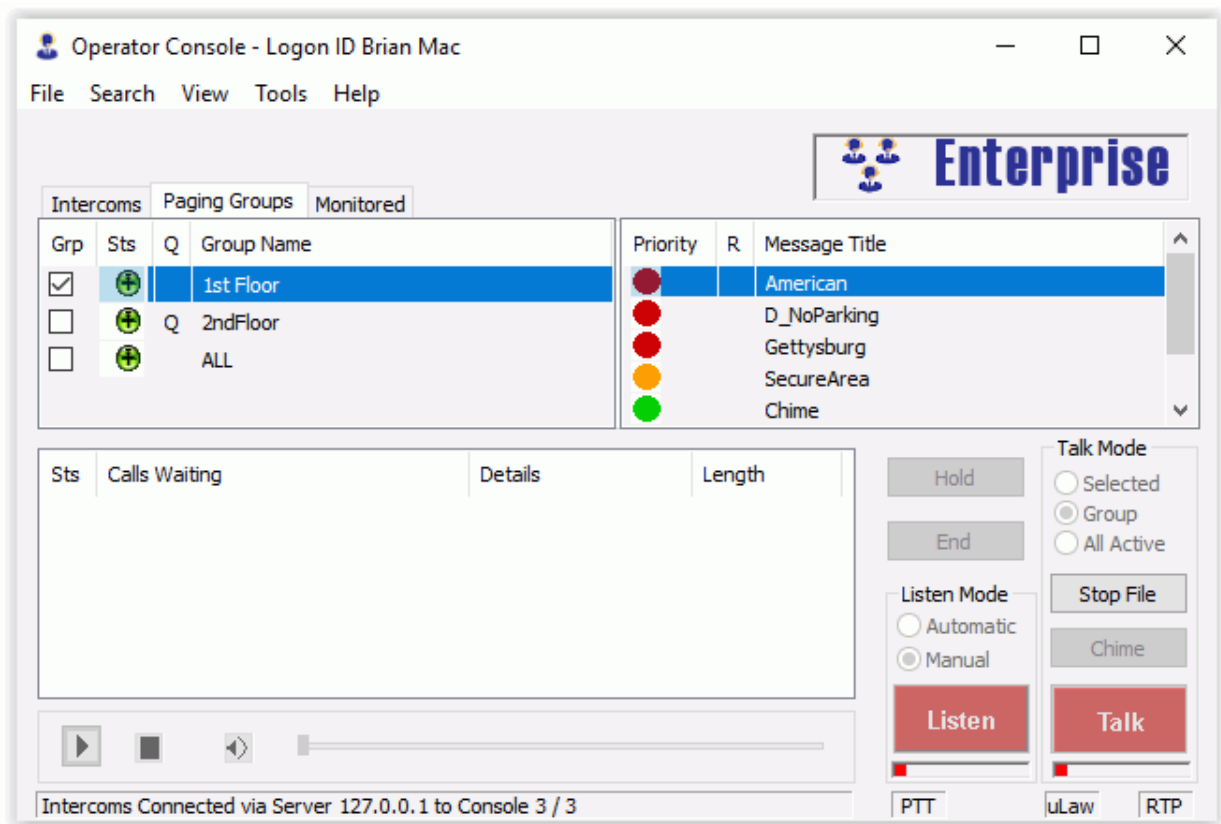 Operator Console - Logon ID Brian Mac
File Search View Tools Help
Enterprise
Intercoms Paging Groups Monitored
Grp Sts Q Group Name
1st Floor
Q 2ndFloor
ALL
Priority R Message Title
American
D_NoParking
Gettysburg
SecureArea
Chime
Sts Calls Waiting Details Length
Hold
End
Talk Mode
Selected
Group
All Active
Stop File
Chime
Talk
Listen Mode
Automatic
Manual
Listen
Intercoms Connected via Server 127.0.0.1 to Console 3 / 3
PTT
uLaw
RTP